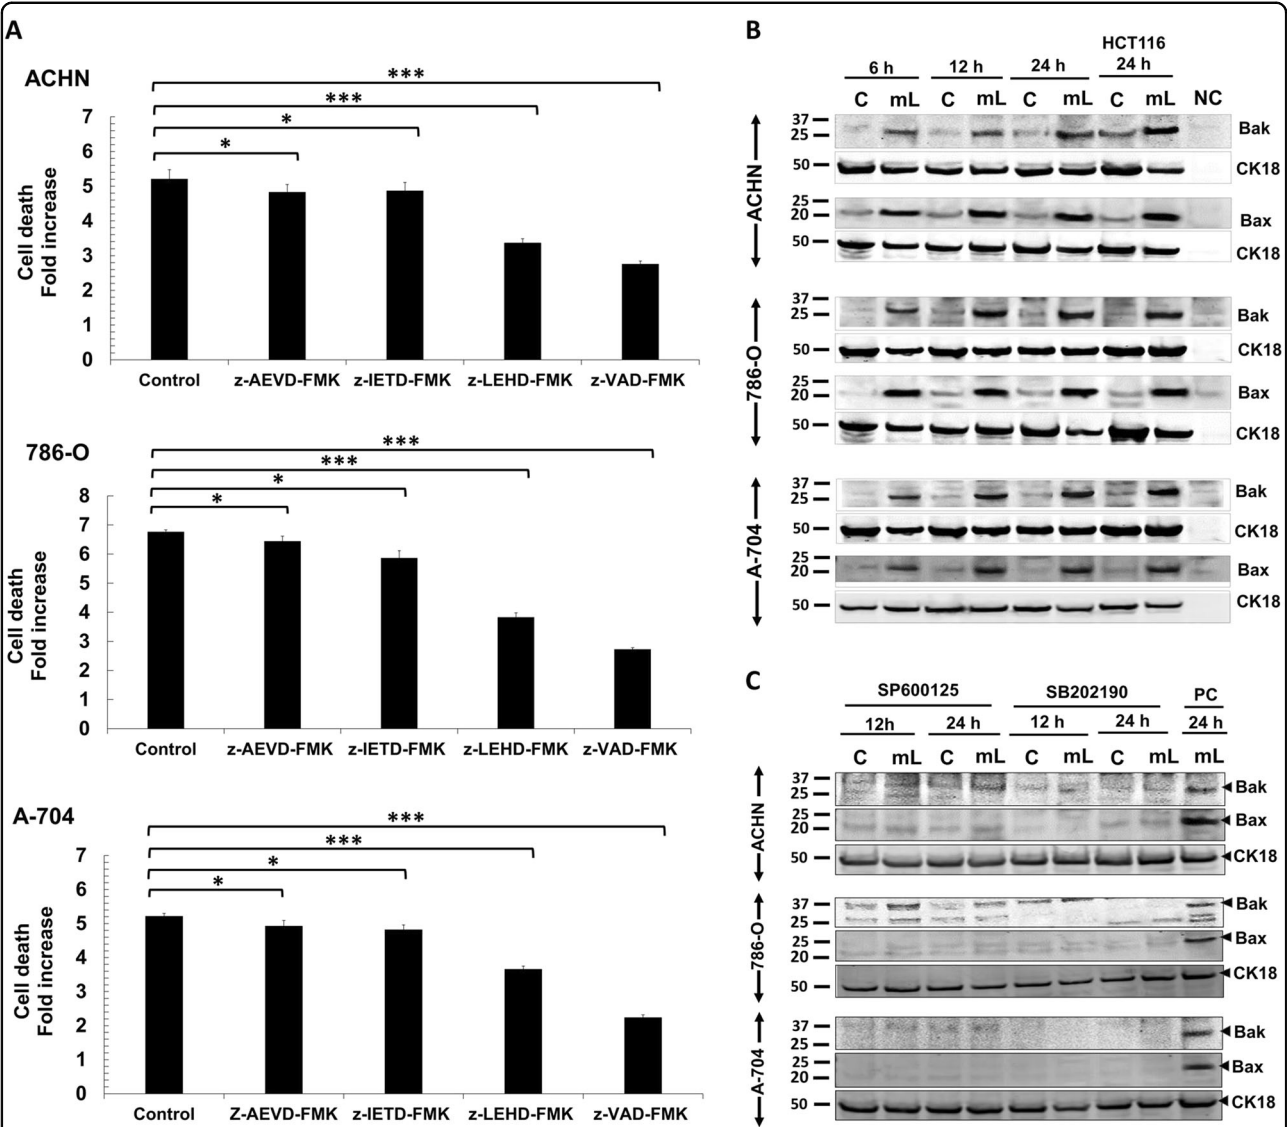 A
ACHN
***
***
*
*
7
6
5
4
3
2
1
0
Cell death
Fold increase
Control z-AEVD-FMK z-IETD-FMK z-LEHD-FMK z-VAD-FMK
786-O
***
***
*
*
8
7
6
5
4
3
2
1
0
Cell death
Fold increase
Control z-AEVD-FMK z-IETD-FMK z-LEHD-FMK z-VAD-FMK
A-704
***
***
*
*
7
6
5
4
3
2
1
0
Cell death
Fold increase
Control Z-AEVD-FMK z-IETD-FMK z-LEHD-FMK z-VAD-FMK
B
HCT116
6 h 12 h 24 h 24 h
C mL C mL C mL C mL NC
ACHN
37
25
Bak
50
CK18
25
20
Bax
50
CK18
786-O
37
25
Bak
50
CK18
25
20
Bax
50
CK18
A-704
37
25
Bak
50
CK18
25
20
Bax
50
CK18
C
SP600125 SB202190 PC
12h 24 h 12 h 24 h 24 h
C mL C mL C mL C mL mL
ACHN
37
25
Bak
25
20
Bax
50
CK18
786-O
37
25
Bak
25
20
Bax
50
CK18
A-704
37
25
Bak
25
20
Bax
50
CK18